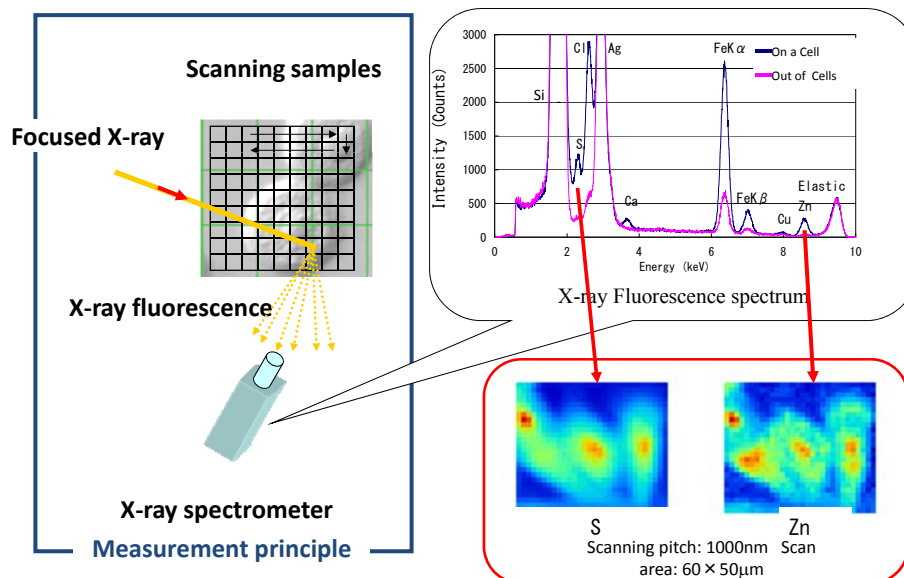 Scanning samples
Focused X-ray
X-ray fluorescence
X-ray spectrometer
Measurement principle
3000
2500
2000
1500
1000
500
0
Intensity (Counts)
Si
S
Cl
Ag
Ca
FeKα
FeKβ
Cu
Zn
Elastic
On a Cell
Out of Cells
0 2 4 6 8 10
Energy (keV)
X-ray Fluorescence spectrum
S
Zn
Scanning pitch: 1000nm Scan
area: 60×50μm